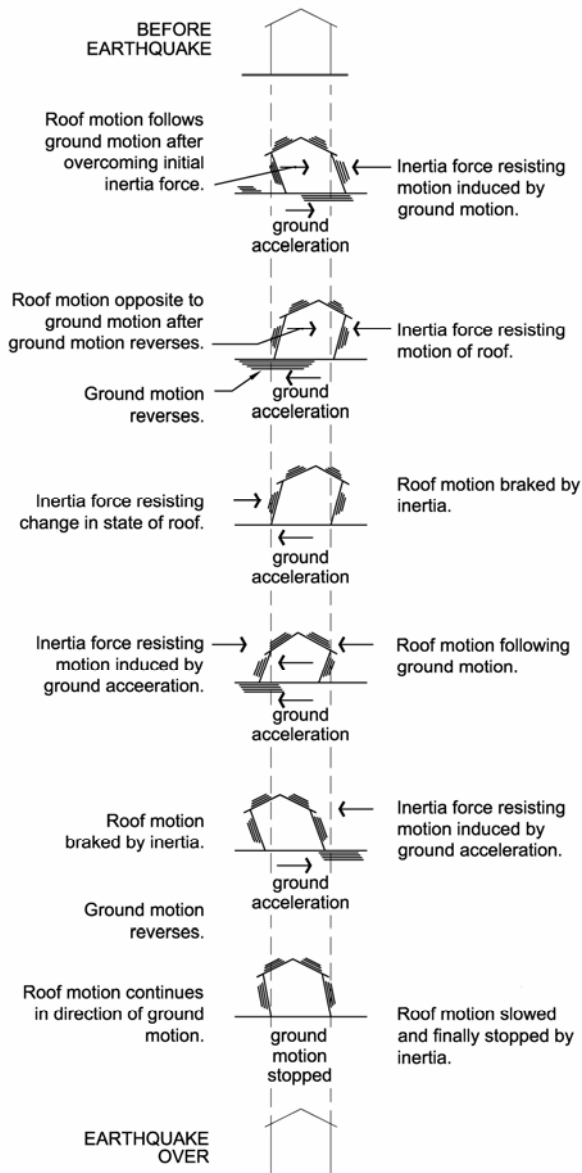 BEFORE
EARTHQUAKE
Roof motion follows
ground motion after
overcoming initial
inertia force.
Inertia force resisting
motion induced by
ground motion.
ground
acceleration
Roof motion opposite to
ground motion after
ground motion reverses.
Inertia force resisting
motion of roof.
Ground motion
reverses.
ground
acceleration
Inertia force resisting
change in state of roof.
Roof motion braked by
inertia.
ground
acceleration
Inertia force resisting
motion induced by
ground acceeration.
Roof motion following
ground motion.
ground
acceleration
Roof motion
braked by inertia.
Inertia force resisting
motion induced by
ground acceleration.
ground
acceleration
Ground motion
reverses.
Roof motion continues
in direction of ground
motion.
Roof motion slowed
and finally stopped by
inertia.
ground
motion
stopped
EARTHQUAKE
OVER